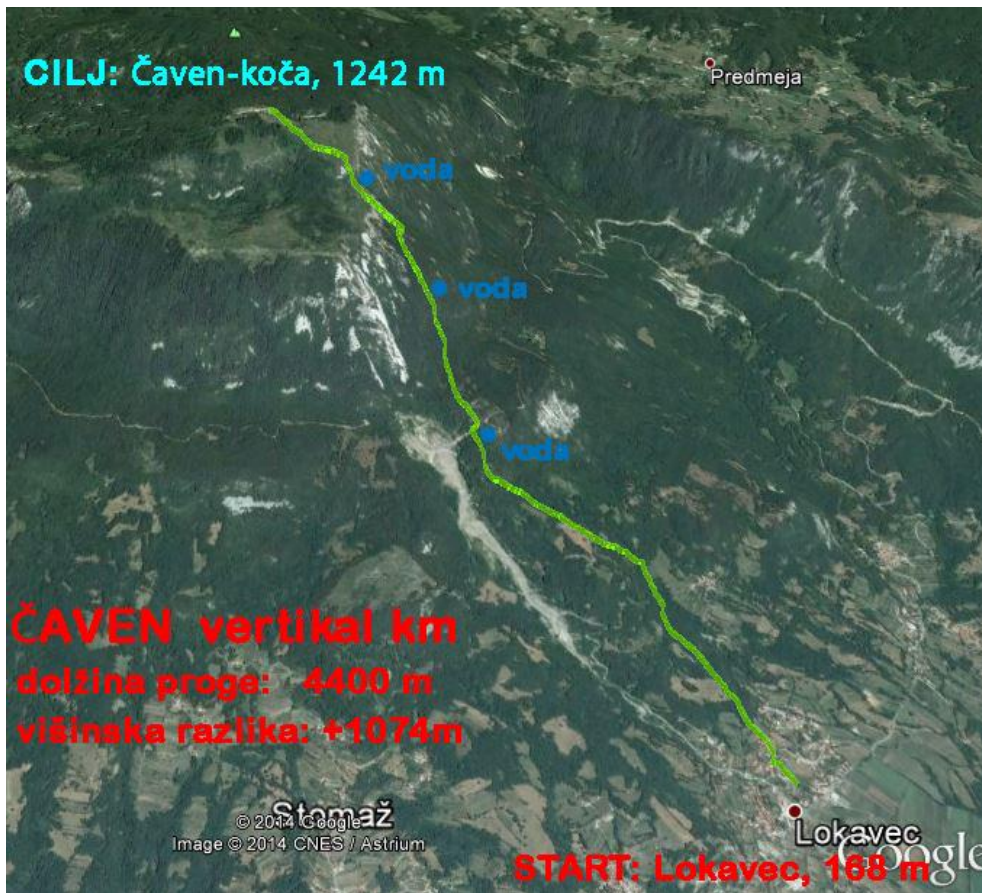 CILJ: Čaven-koča, 1242 m
Predmeja
voda
voda
voda
ČAVEN vertikal km
dolžina proge: 4400 m
višinska razlika: +1074m
Stomaž
© 2014 Google
Image © 2014 CNES / Astrium
Lokavec
Google
START: Lokavec, 168 m